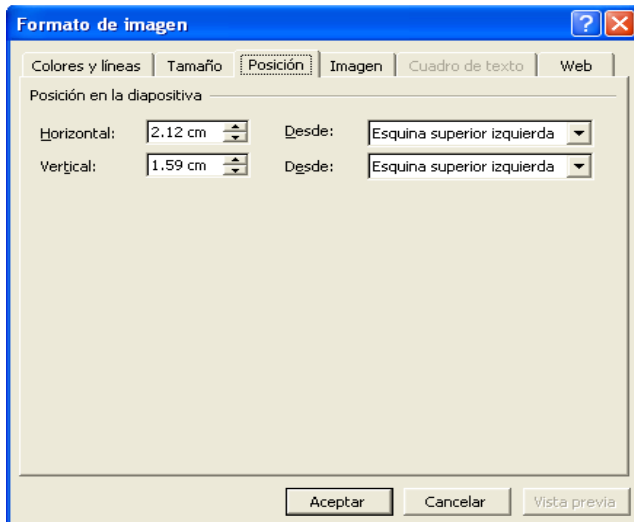 Formato de imagen
Colores y líneas Tamaño Posición Imagen Cuadro de texto Web
Posición en la diapositiva
Horizontal: 2.12 cm Desde: Esquina superior izquierda
Vertical: 1.59 cm Desde: Esquina superior izquierda
Aceptar Cancelar Vista previa